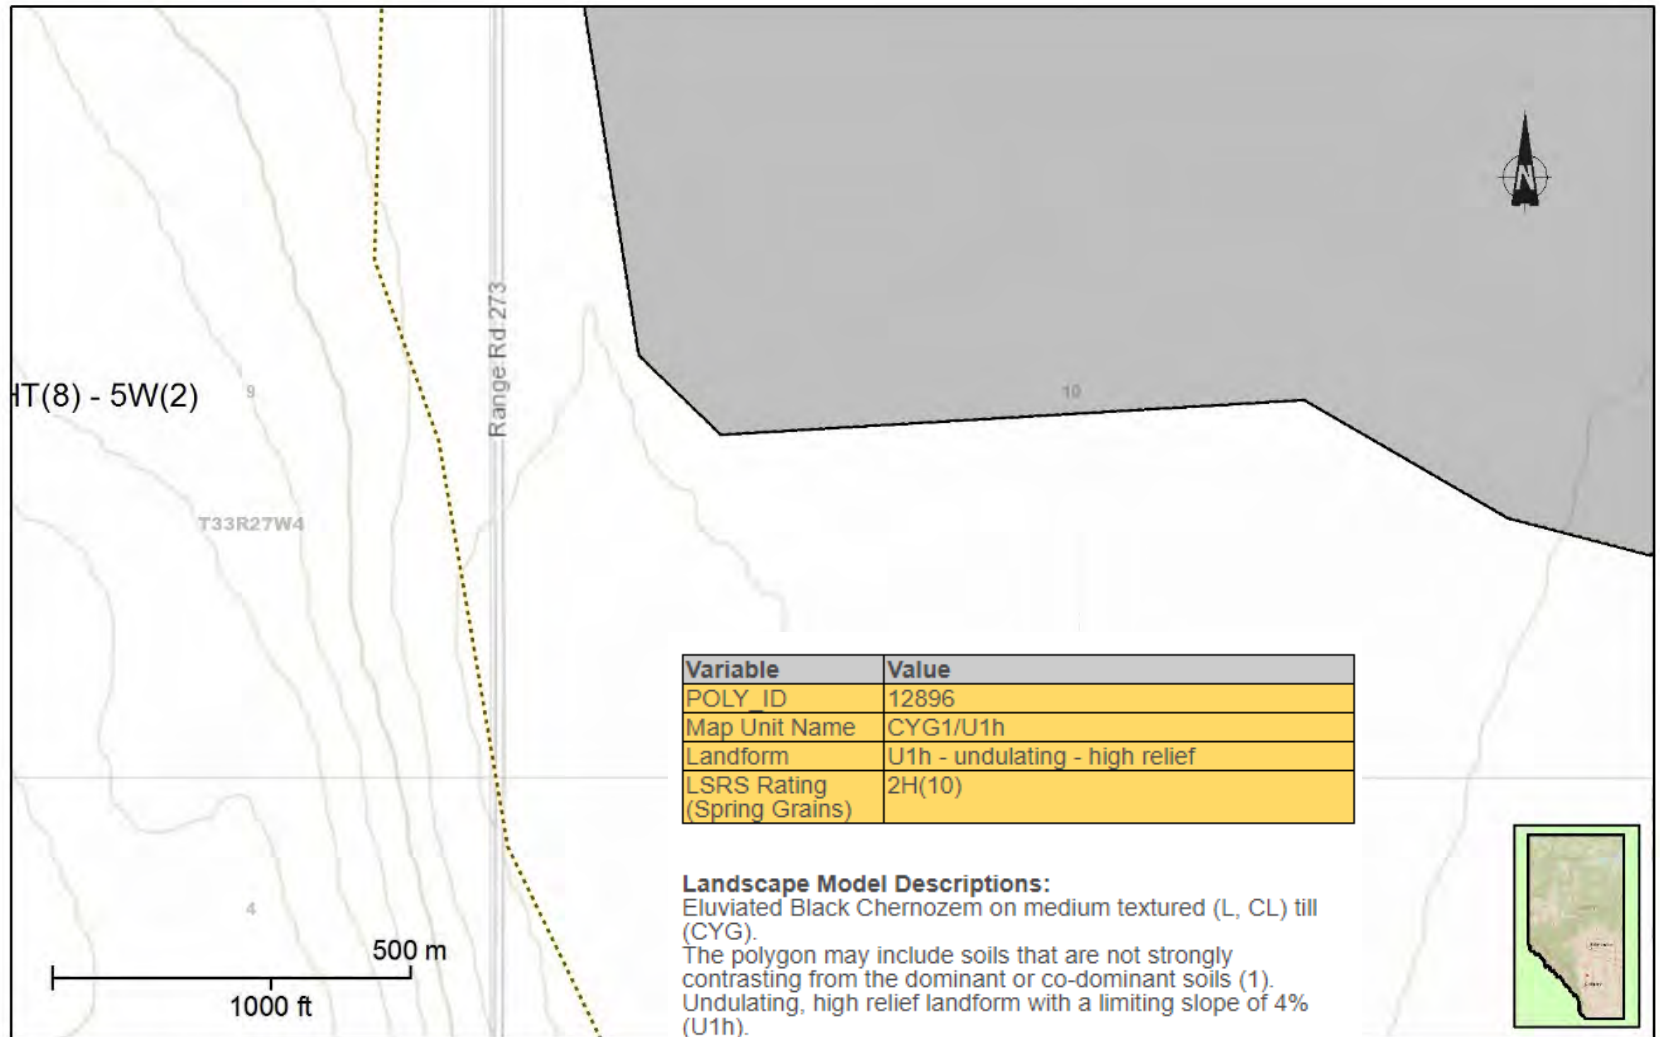 N
Range Rd 273
HT(8) - 5W(2)
9
10
T33R27W4
Variable Value
POLY_ID 12896
Map Unit Name CYG1/U1h
Landform U1h - undulating - high relief
LSRS Rating 2H(10)
(Spring Grains)
Landscape Model Descriptions:
Eluviated Black Chernozem on medium textured (L, CL) till
(CYG).
The polygon may include soils that are not strongly
contrasting from the dominant or co-dominant soils (1).
Undulating, high relief landform with a limiting slope of 4%
(U1h).
4
500 m
1000 ft